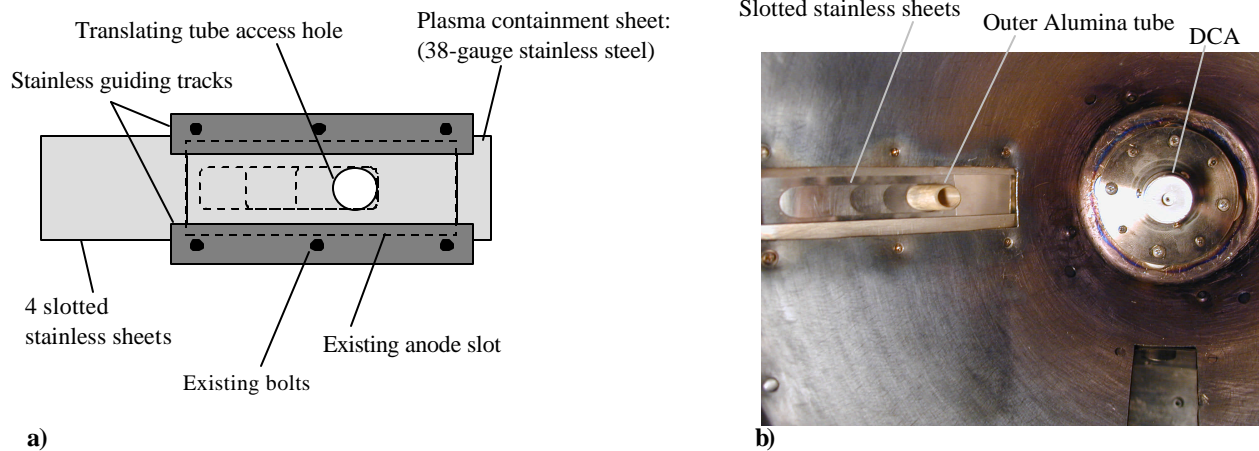 Translating tube access hole
Plasma containment sheet:
(38-gauge stainless steel)
Stainless guiding tracks
4 slotted
stainless sheets
Existing anode slot
Existing bolts
a)
Slotted stainless sheets
Outer Alumina tube
DCA
b)